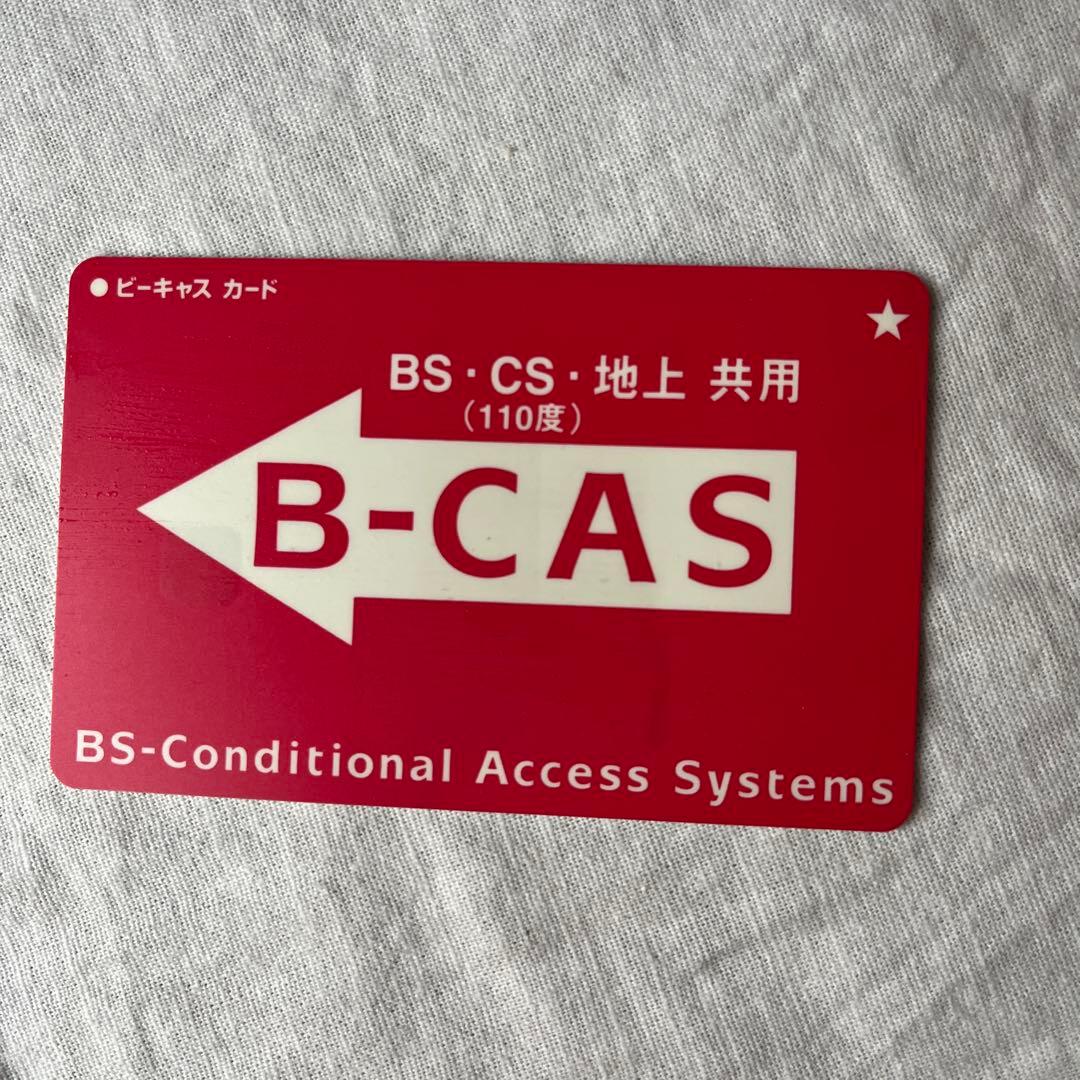 ●ビーキャス カード
★
BS・CS・地上 共用
（110度）
B-CAS
BS-Conditional Access Systems